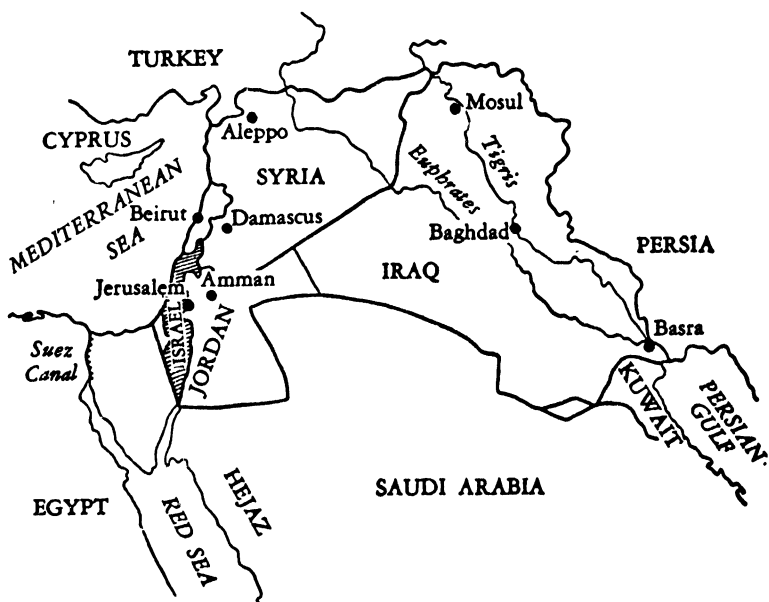 TURKEY
Mosul
Aleppo
CYPRUS
Tigris
SYRIA
Euphrates
MEDITERRANEAN
SEA
Beirut
Damascus
Baghdad
PERSIA
IRAQ
Jerusalem
Amman
ISRAEL
JORDAN
Suez
Canal
Basra
KUWAIT
PERSIAN
GULF
EGYPT
RED SEA
HEJAZ
SAUDI ARABIA